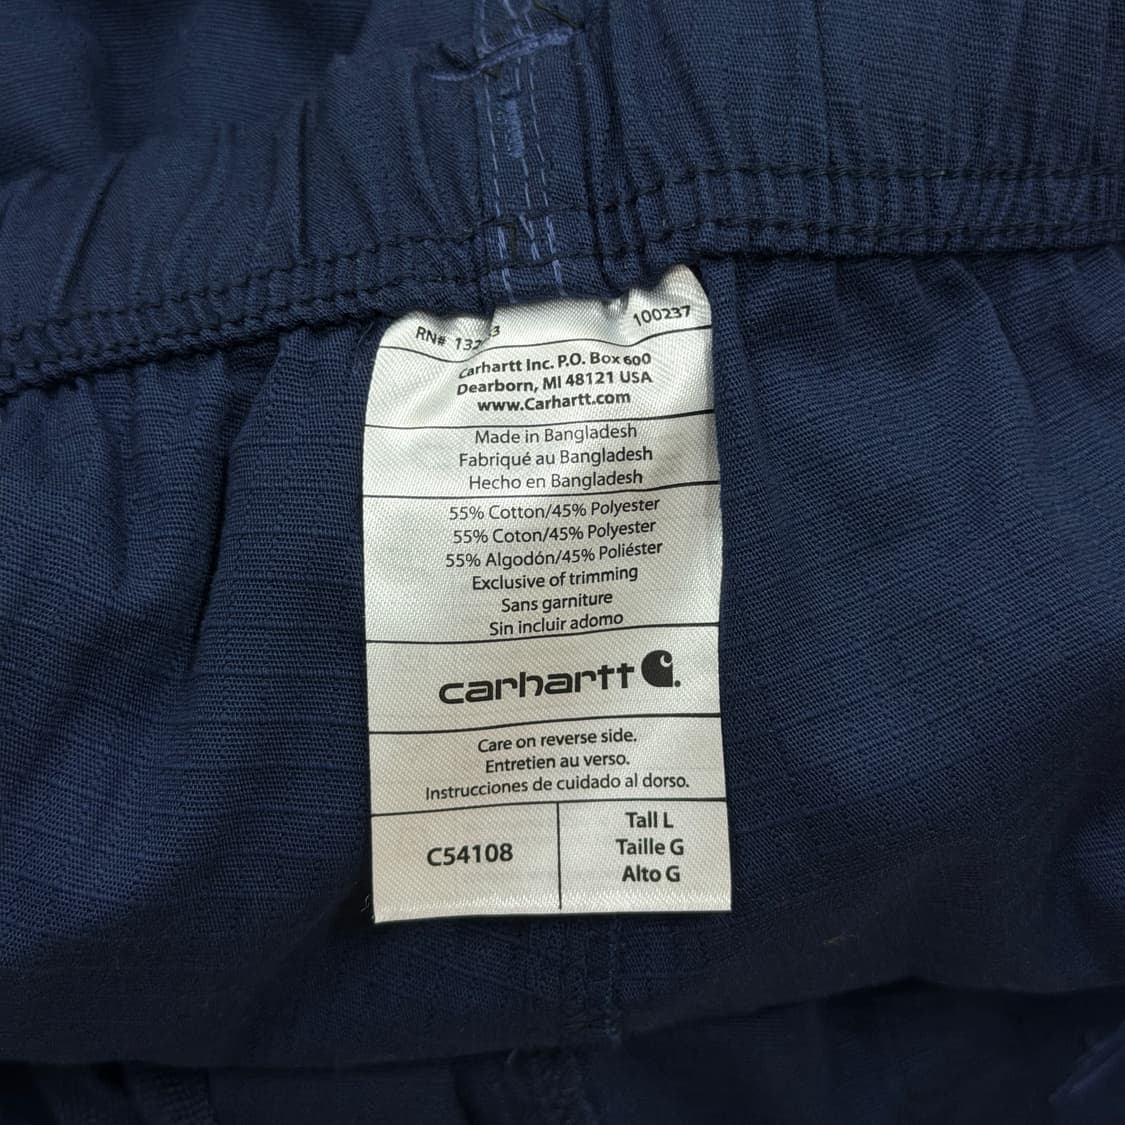 RN# 100237
Carhartt Inc. P.O. Box 600
Dearborn, MI 48121 USA
www.Carhartt.com
Made in Bangladesh
Fabriqué au Bangladesh
Hecho en Bangladesh
55% Cotton/45% Polyester
55% Coton/45% Polyester
55% Algodón/45% Poliéster
Exclusive of trimming
Sans garniture
Sin incluir adorno
carhartt
Care on reverse side.
Entretien au verso.
Instrucciones de cuidado al dorso.
C54108
Tall L
Taille G
Alto G